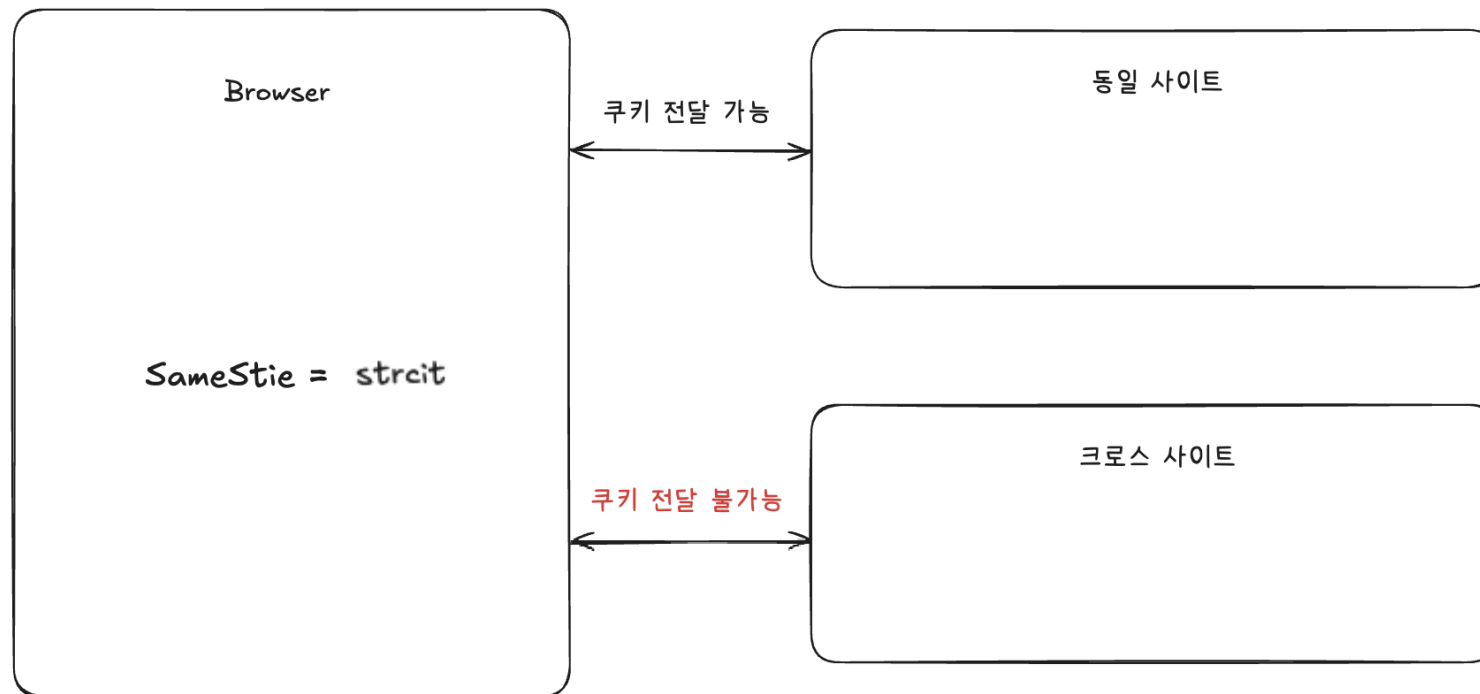 Browser
쿠키 전달 가능
동일 사이트
SameStie = strcit
쿠키 전달 불가능
크로스 사이트